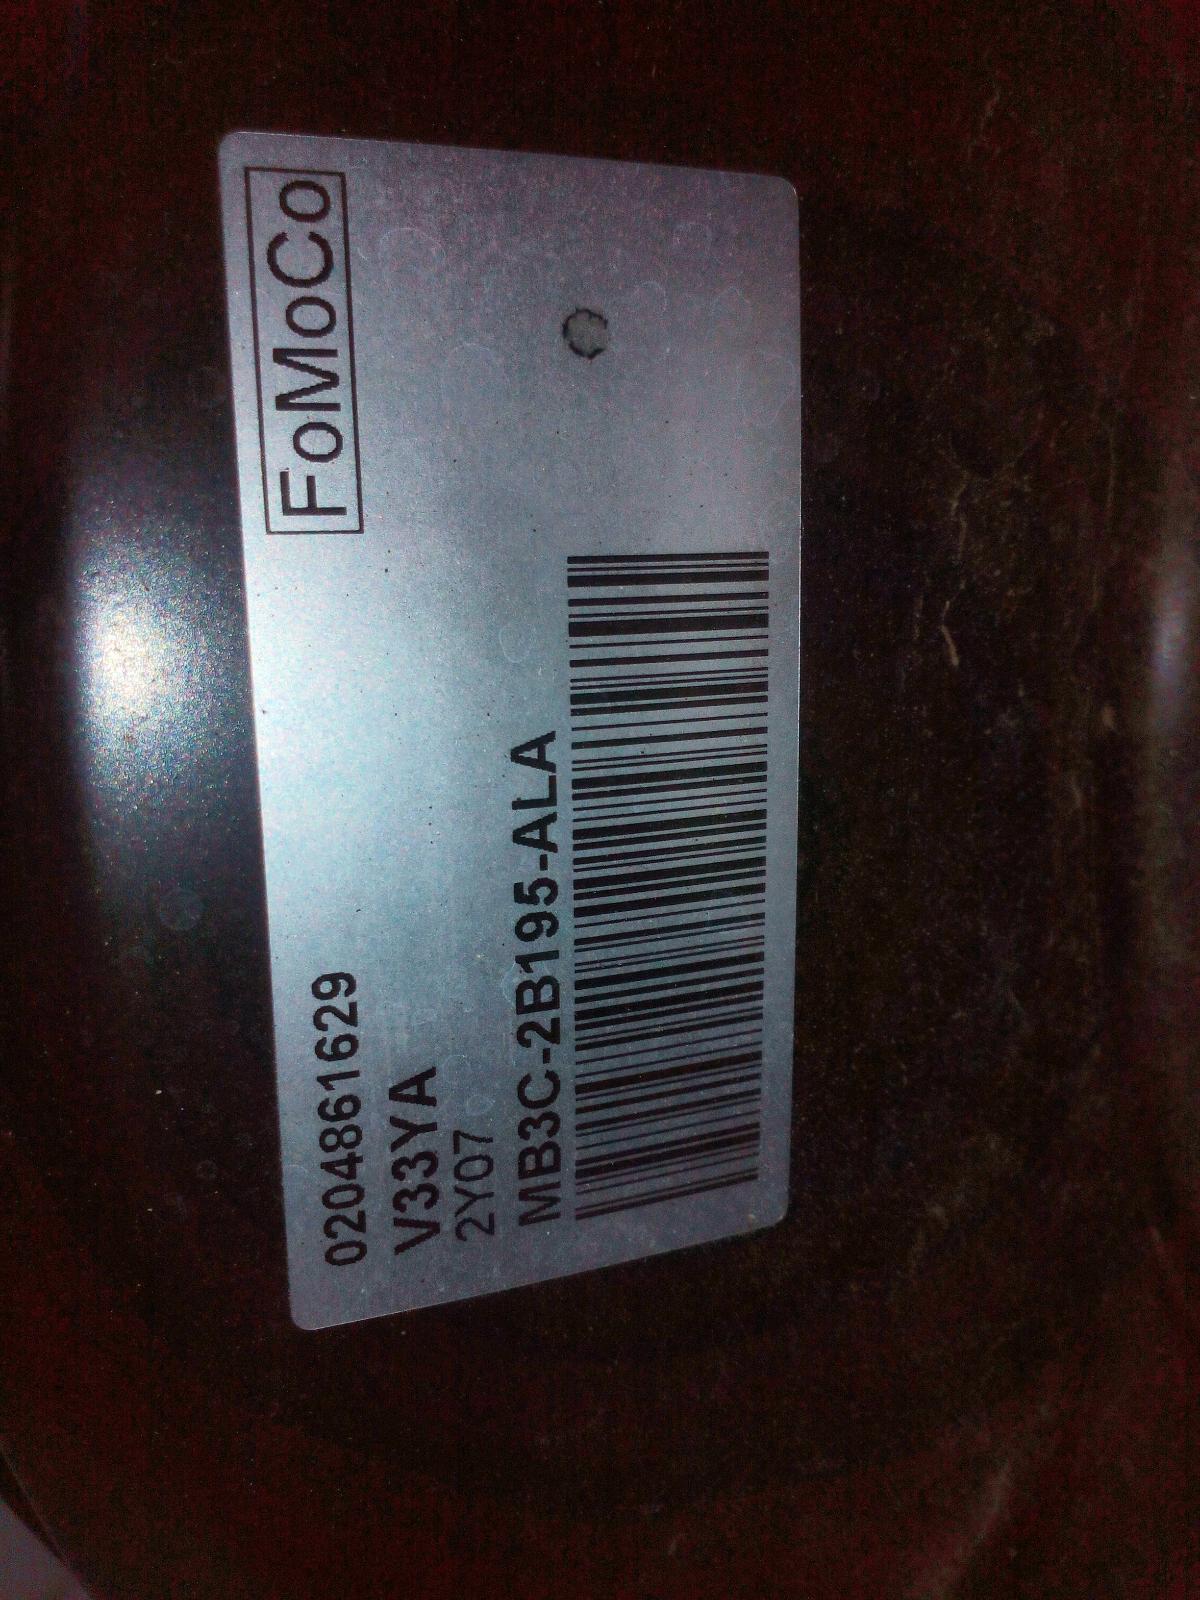 FoMoCo
0204861629
V33YA
2Y07
MB3C-2B195-ALA